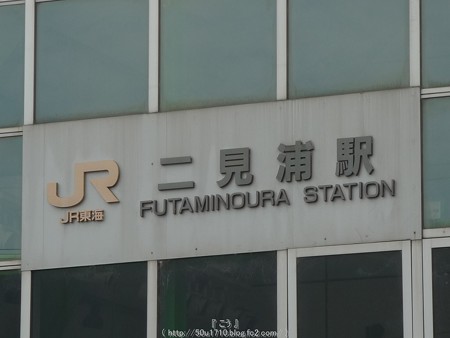 JR
JR東海
二見浦駅
FUTAMINOURA STATION
『こう』
( http://50u1710.blog.fc2.com/ )